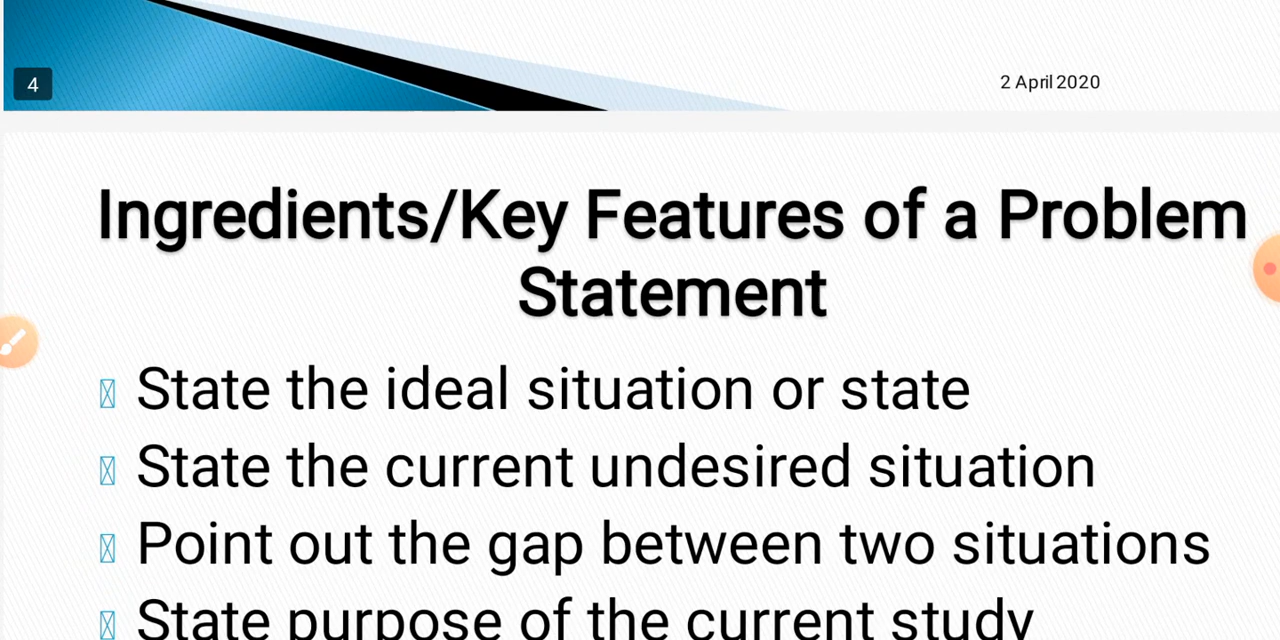 4
2 April 2020
Ingredients/Key Features of a Problem
Statement
State the ideal situation or state
State the current undesired situation
Point out the gap between two situations
State purpose of the current study